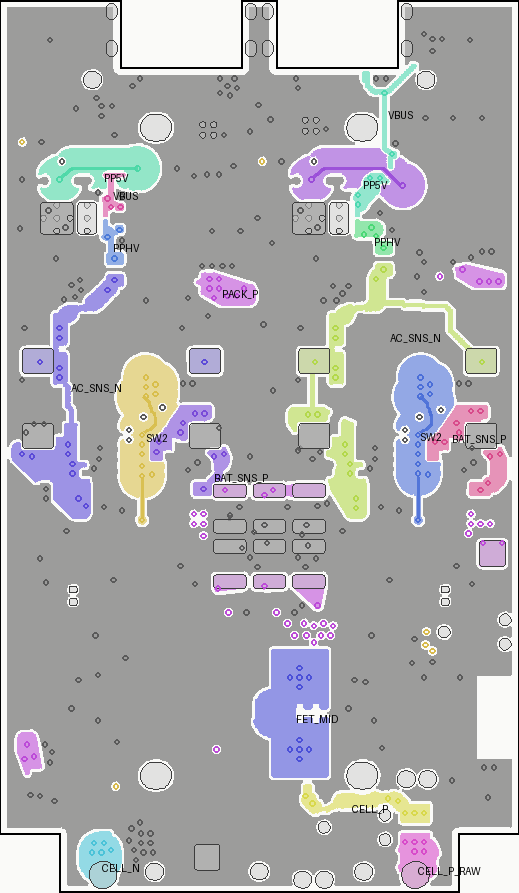 VBUS
PP5V
PP5V
VBUS
PPHV
PPHV
PACK_P
AC_SNS_N
AC_SNS_N
SW2
SW2
BAT_SNS_P
BAT_SNS_P
FET_MID
CELL_P
CELL_N
CELL_P_RAW